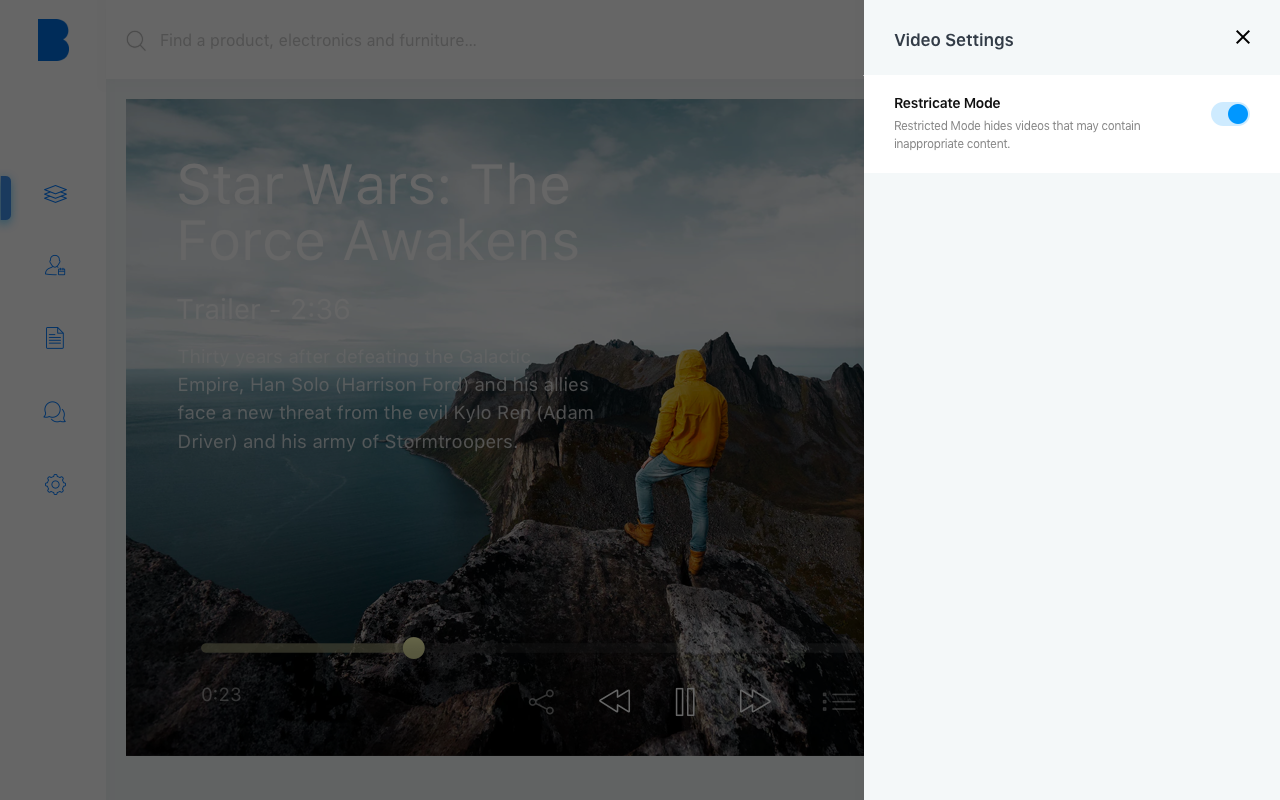 B
Find a product, electronics and furniture...
Star Wars: The
Force Awakens
Trailer - 2:36
Thirty years after defeating the Galactic
Empire, Han Solo (Harrison Ford) and his allies
face a new threat from the evil Kylo Ren (Adam
Driver) and his army of Stormtroopers.
0:23
Video Settings
Restricate Mode
Restricted Mode hides videos that may contain
inappropriate content.